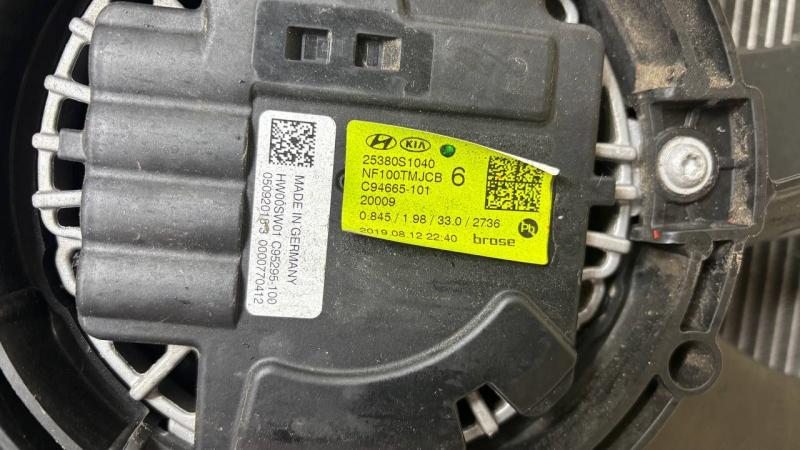 MADE IN GERMANY
HW00SW01 C95295-100
0000770412
KIA
25380S1040
NF100TMJCB 6
C94665-101
20009
0.845 / 1.98 / 33.0 / 2736
2019.08.12 22:40 brose
Pb